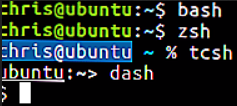 chris@ubuntu:~$ bash
chris@ubuntu:~$ zsh
chris@ubuntu ~ % tcsh
ubuntu:~> dash
$